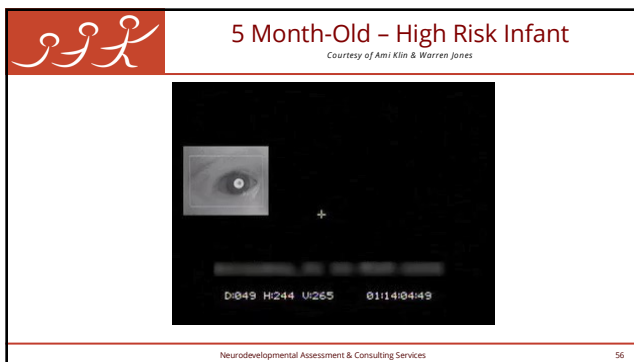 5 Month-Old – High Risk Infant
Courtesy of Ami Klin & Warren Jones
D:049 H:244 V:265 01:14:04:49
Neurodevelopmental Assessment & Consulting Services 56